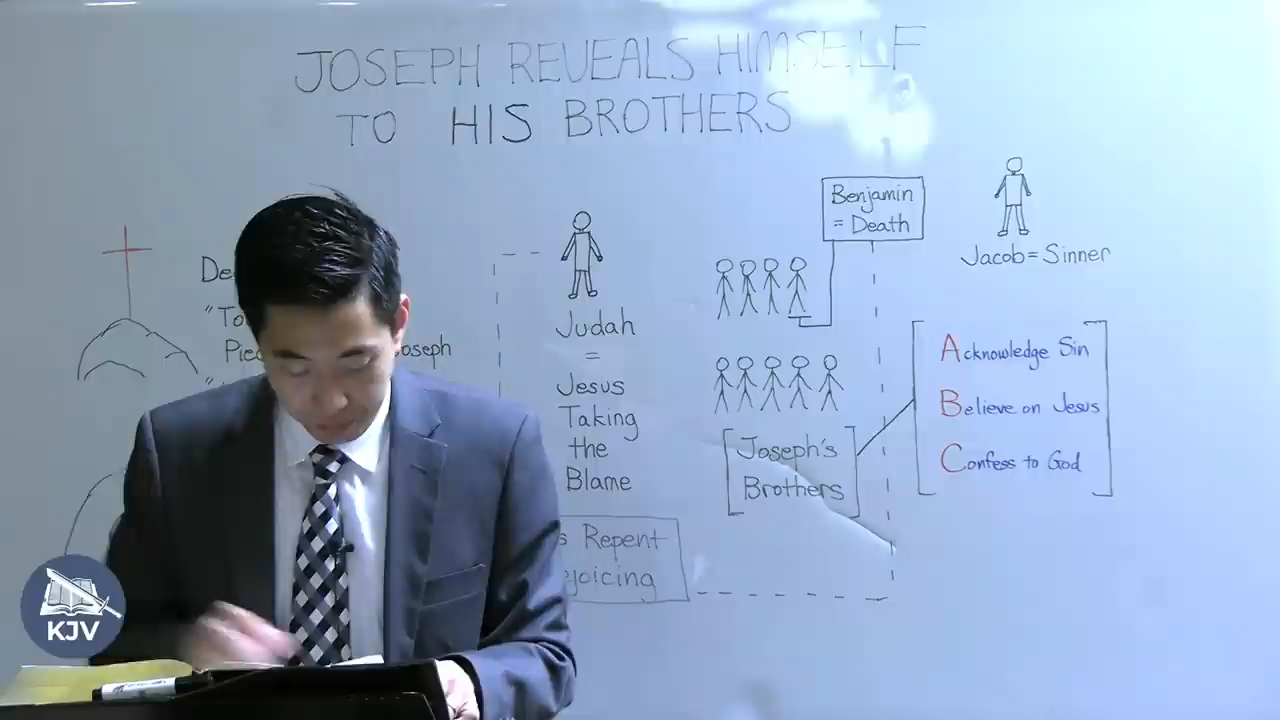 JOSEPH REVEALS HIMSELF
TO HIS BROTHERS
Benjamin
= Death
Jacob = Sinner
Judah
=
Jesus
Taking
the
Blame
Joseph's
Brothers
Acknowledge Sin
Believe on Jesus
Confess to God
Repent
KJV